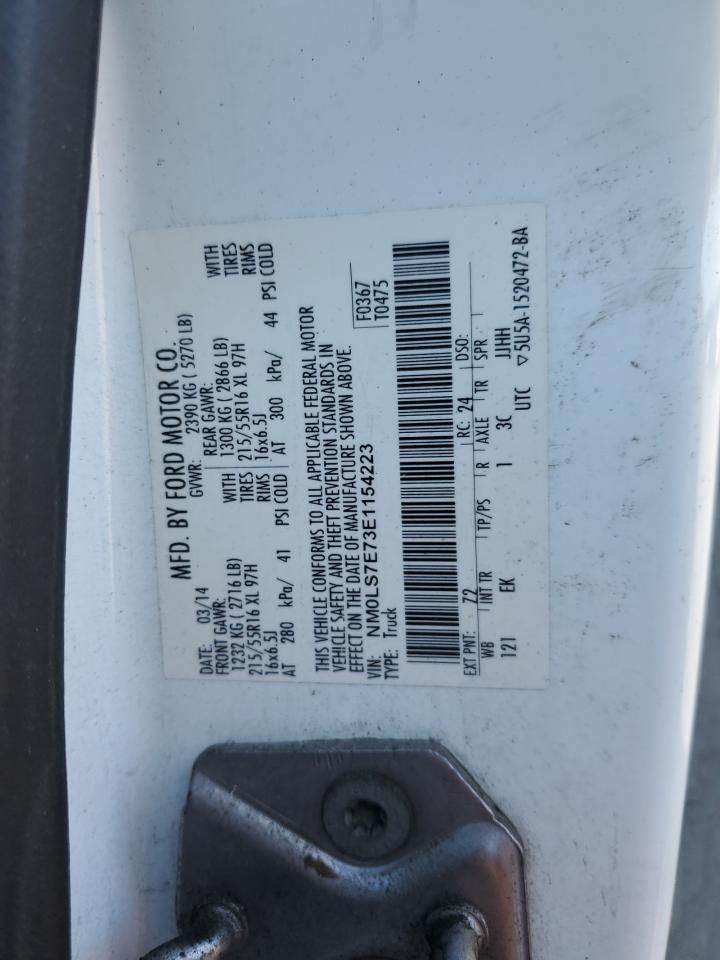 MFD. BY FORD MOTOR CO.
DATE: 03/14 GVWR: 2390 KG ( 5270 LB)
FRONT GAWR: REAR GAWR:
1232 KG (2716 LB) WITH 1300 KG ( 2866 LB) WITH
215/55R16 XL 97H TIRES 215/55R16 XL 97H TIRES
16x6.5J RIMS 16x6.5J RIMS
AT 280 kPa/ 41 PSI COLD AT 300 kPa/ 44 PSI COLD
THIS VEHICLE CONFORMS TO ALL APPLICABLE FEDERAL MOTOR
VEHICLE SAFETY AND THEFT PREVENTION STANDARDS IN
EFFECT ON THE DATE OF MANUFACTURE SHOWN ABOVE.
VIN: NM0LS7E73E1154223 F0367
TYPE: Truck T0475
EXT PNT: Z2 RC: 24 DSO:
WB INT TR TP/PS R AXLE TR SPR
121 EK 1 3C JJHH
UTC ▽5U5A-1520472-BA